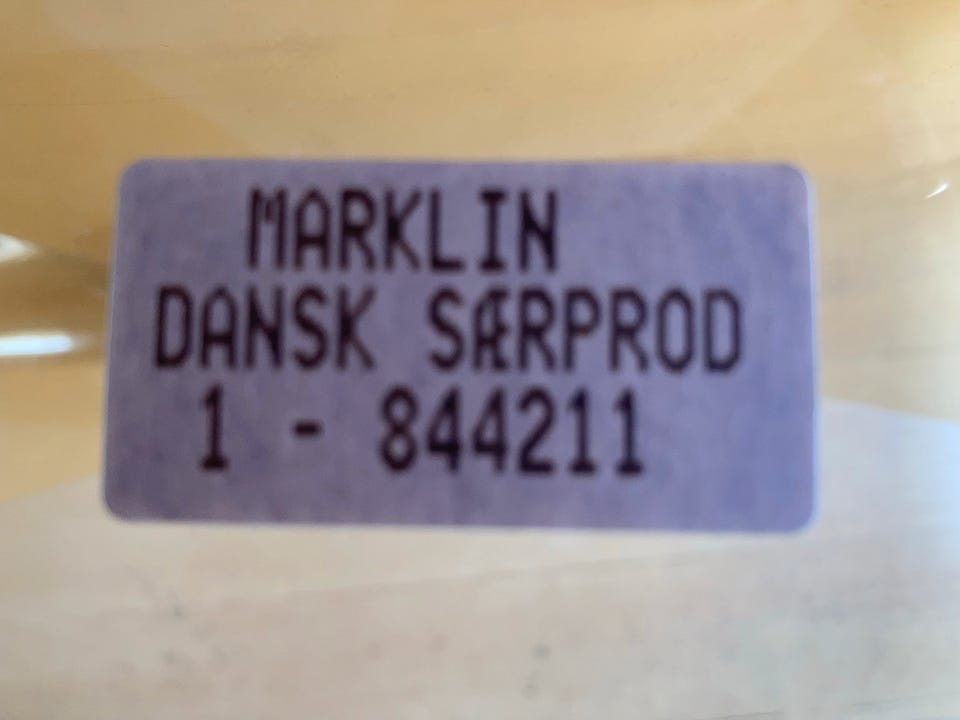 MARKLIN
DANSK SÆRPROD
1 - 844211